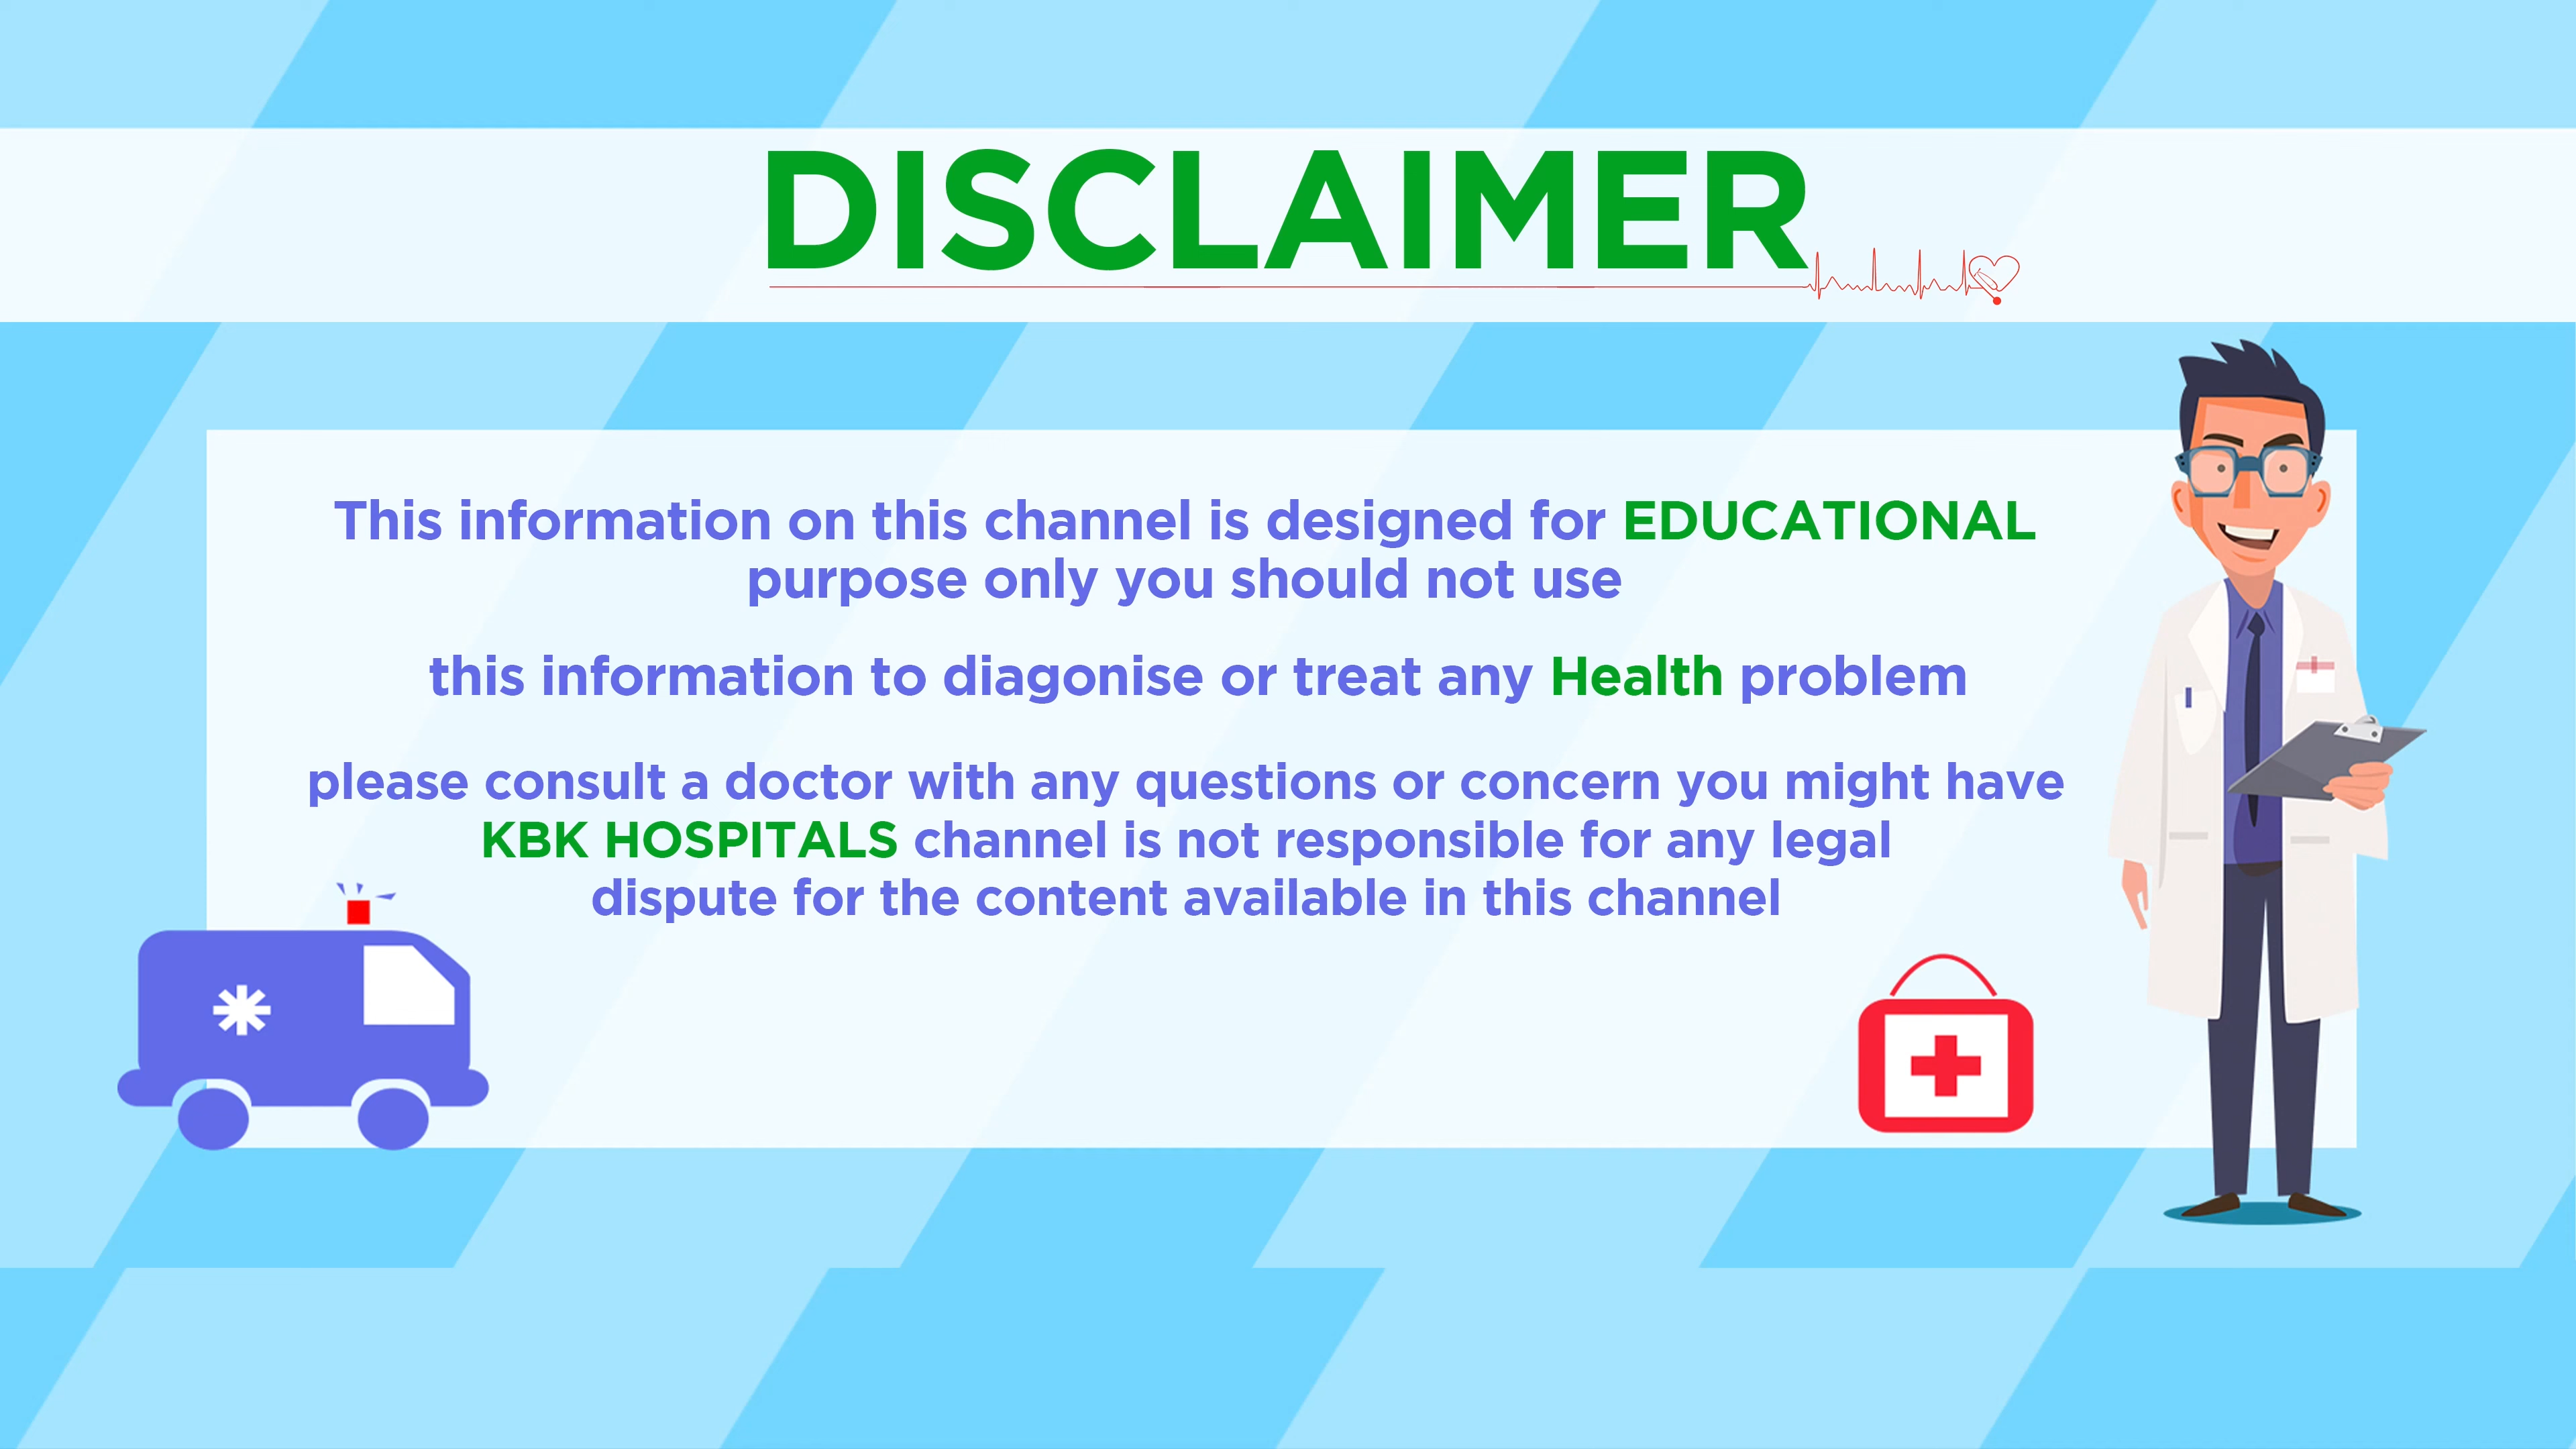 DISCLAIMER
This information on this channel is designed for EDUCATIONAL
purpose only you should not use
this information to diagonise or treat any Health problem
please consult a doctor with any questions or concern you might have
KBK HOSPITALS channel is not responsible for any legal
dispute for the content available in this channel